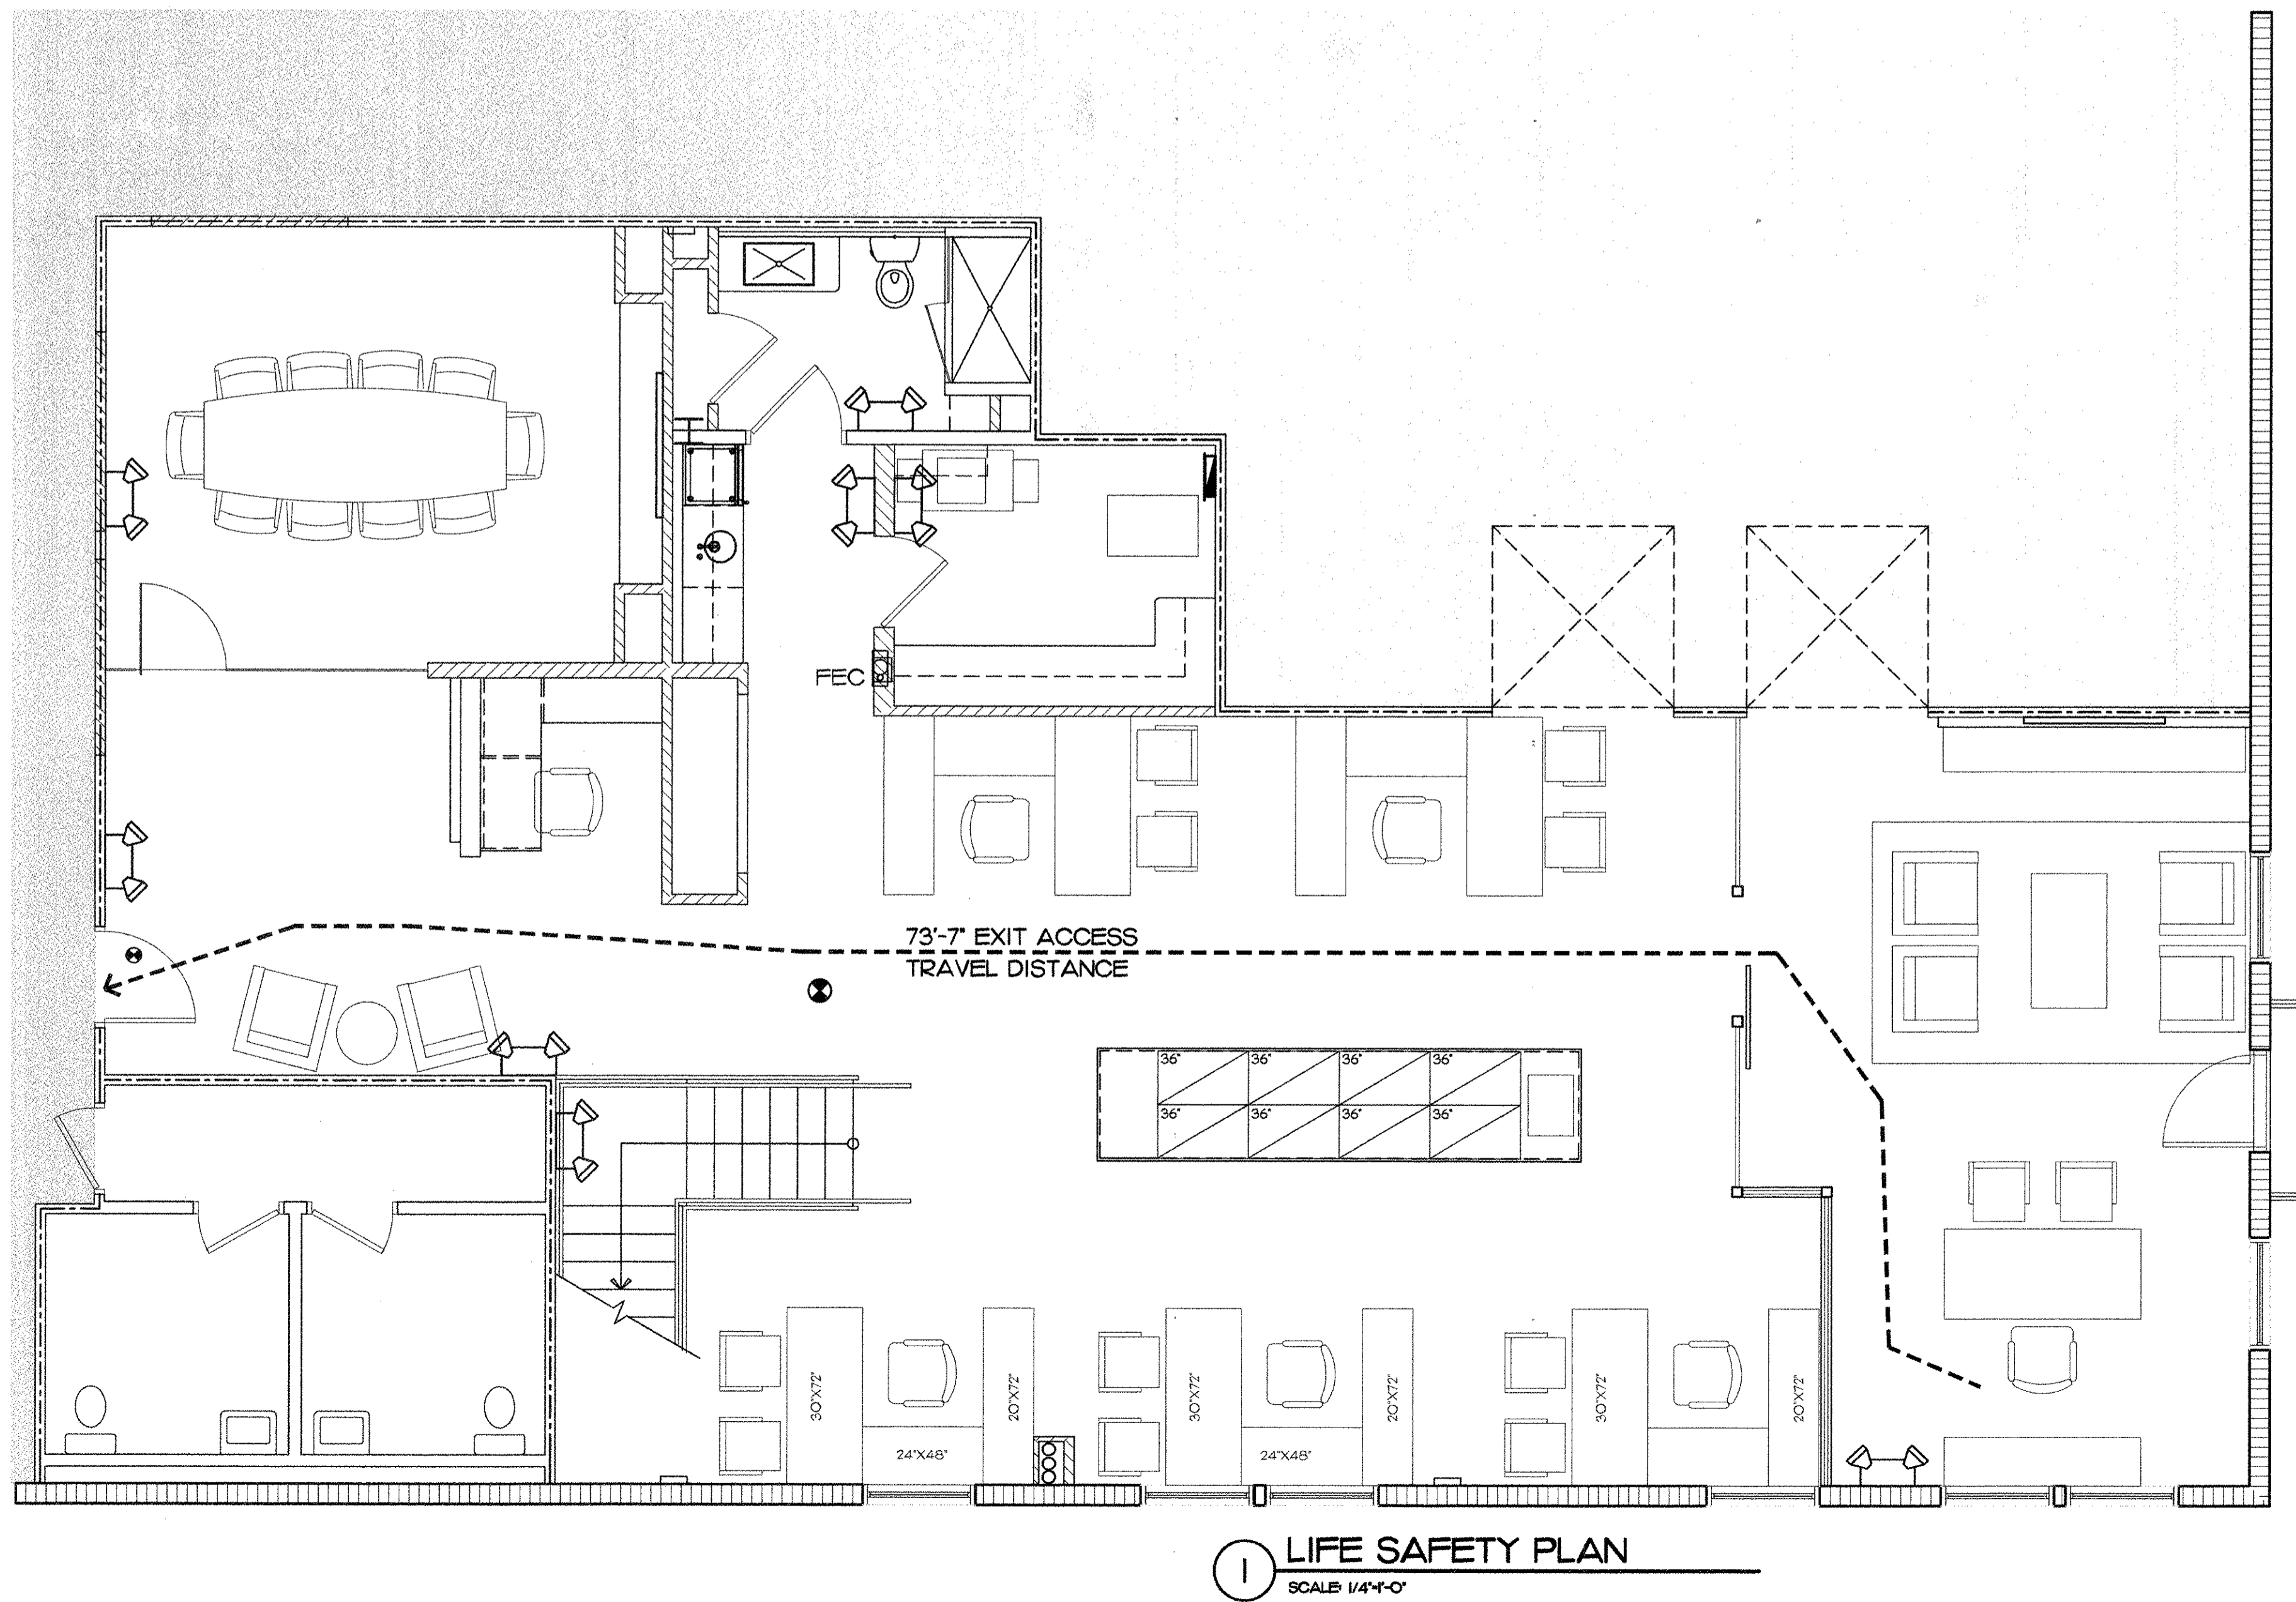 FEC
73'-7" EXIT ACCESS
TRAVEL DISTANCE
36" 36" 36" 36"
36" 36" 36" 36"
30"X72"
20"X72"
30"X72"
20"X72"
30"X72"
20"X72"
24"X48"
24"X48"
1
LIFE SAFETY PLAN
SCALE: 1/4"=1'-0"